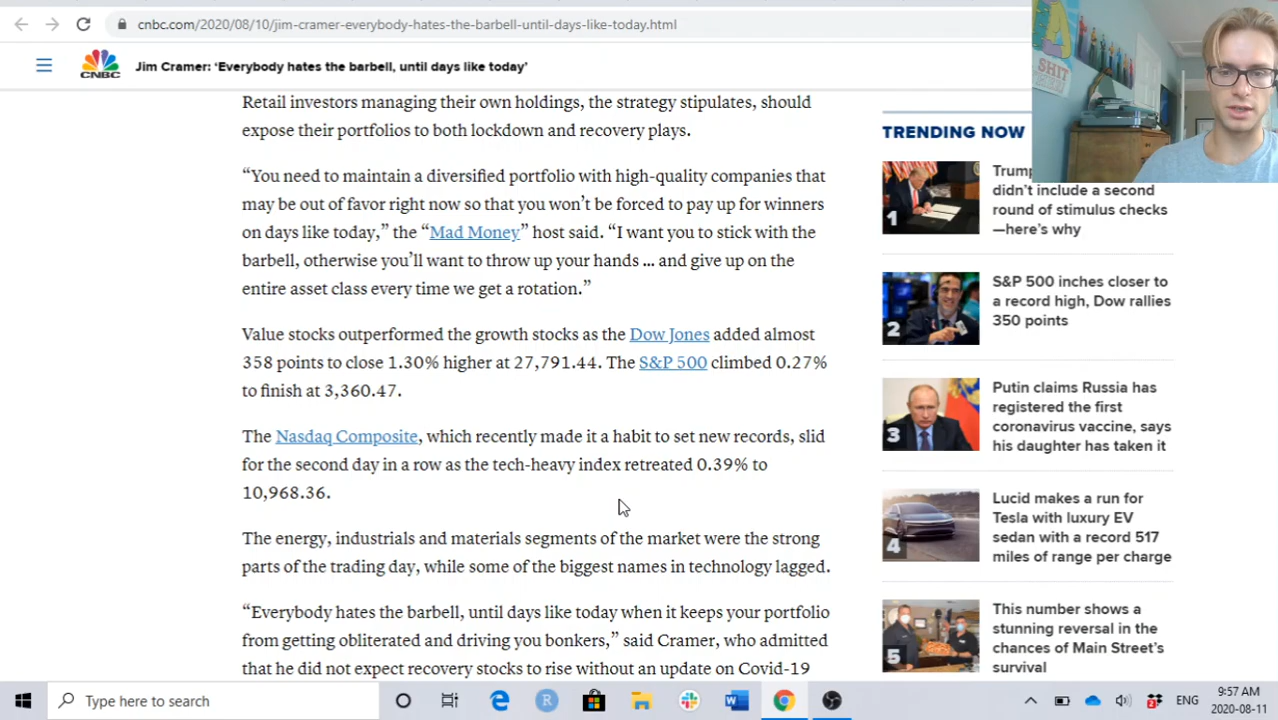 cnbc.com/2020/08/10/jim-cramer-everybody-hates-the-barbell-until-days-like-today.html
CNBC
Jim Cramer: ‘Everybody hates the barbell, until days like today’
Retail investors managing their own holdings, the strategy stipulates, should
expose their portfolios to both lockdown and recovery plays.
“You need to maintain a diversified portfolio with high-quality companies that
may be out of favor right now so that you won’t be forced to pay up for winners
on days like today,” the “Mad Money” host said. “I want you to stick with the
barbell, otherwise you’ll want to throw up your hands ... and give up on the
entire asset class every time we get a rotation.”
Value stocks outperformed the growth stocks as the Dow Jones added almost
358 points to close 1.30% higher at 27,791.44. The S&P 500 climbed 0.27%
to finish at 3,360.47.
The Nasdaq Composite, which recently made it a habit to set new records, slid
for the second day in a row as the tech-heavy index retreated 0.39% to
10,968.36.
The energy, industrials and materials segments of the market were the strong
parts of the trading day, while some of the biggest names in technology lagged.
“Everybody hates the barbell, until days like today when it keeps your portfolio
from getting obliterated and driving you bonkers,” said Cramer, who admitted
that he did not expect recovery stocks to rise without an update on Covid-19
TRENDING NOW
1
Trum
didn’t include a second
round of stimulus checks
—here’s why
2
S&P 500 inches closer to
a record high, Dow rallies
350 points
3
Putin claims Russia has
registered the first
coronavirus vaccine, says
his daughter has taken it
4
Lucid makes a run for
Tesla with luxury EV
sedan with a record 517
miles of range per charge
5
This number shows a
stunning reversal in the
chances of Main Street’s
survival
SHIT
Type here to search
ENG
9:57 AM
2020-08-11